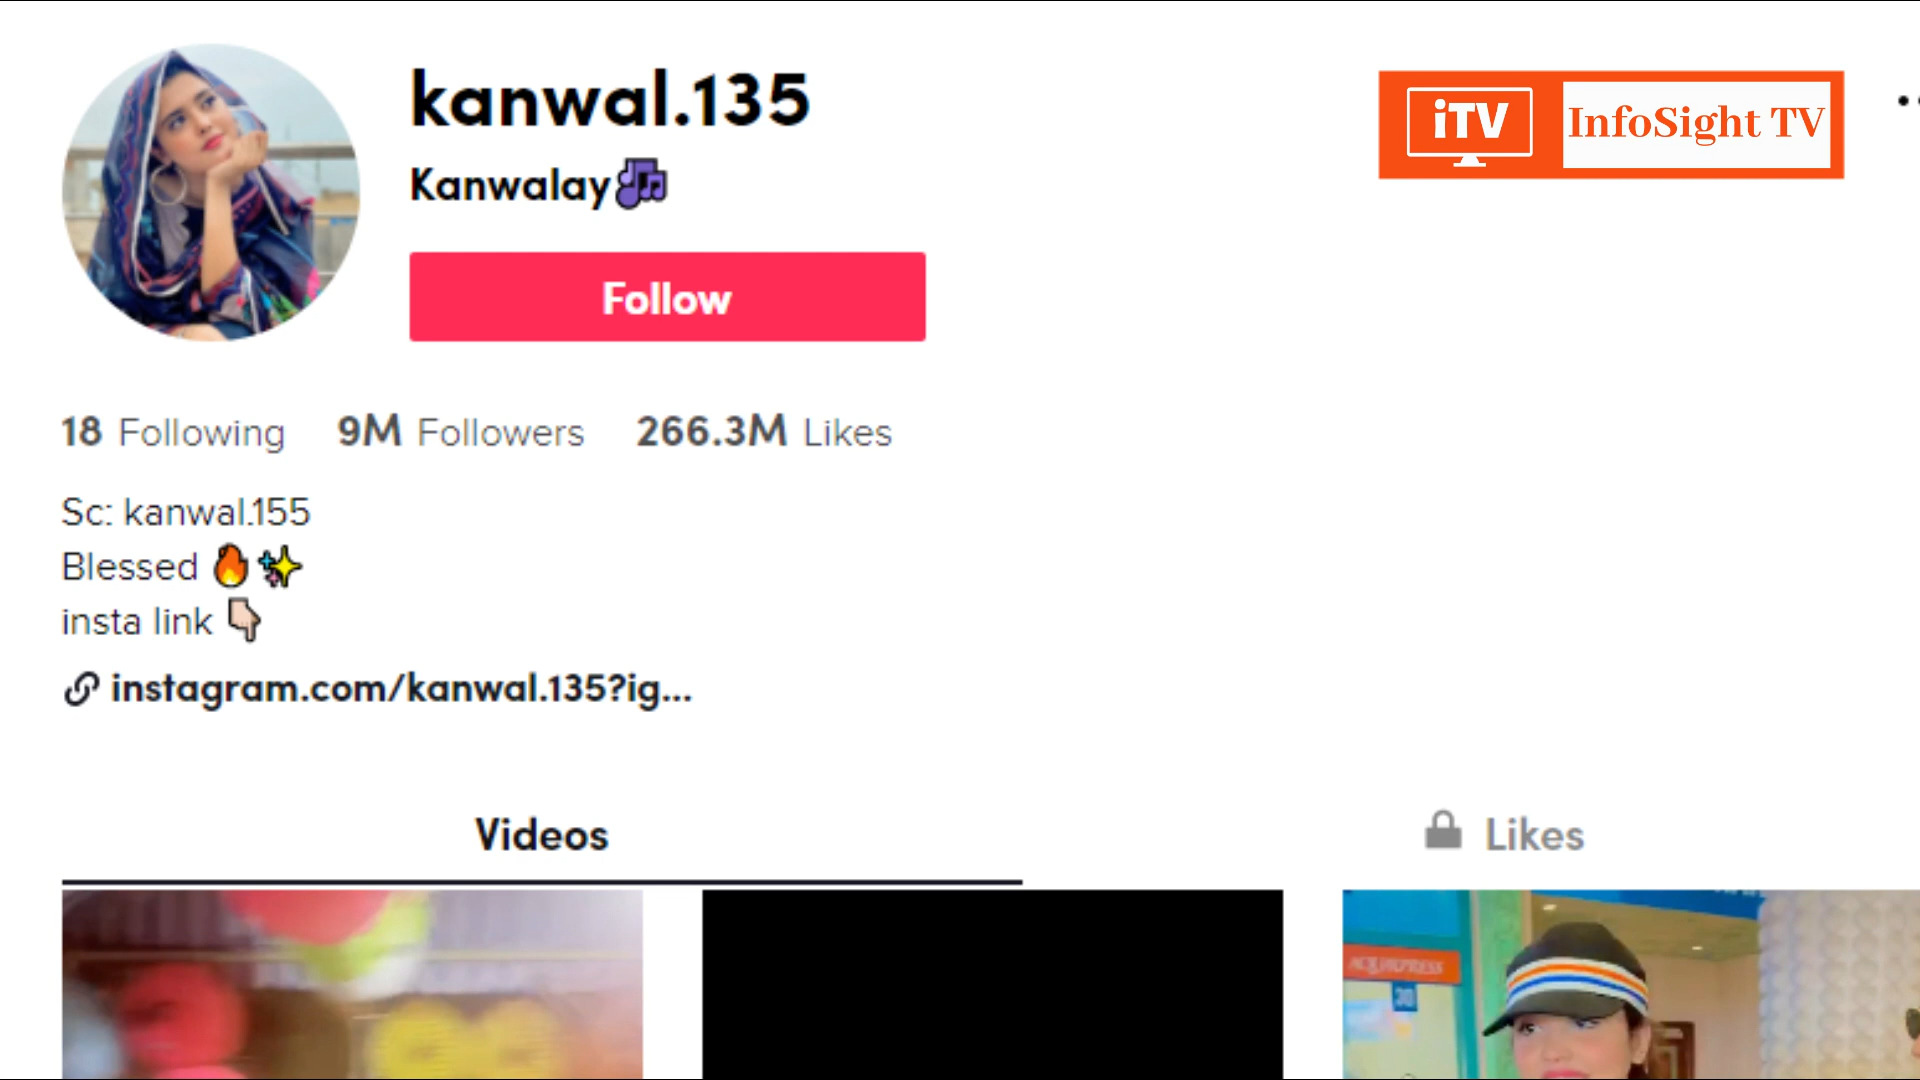 kanwal.135
Kanwalay
iTV
InfoSight TV
Follow
18 Following 9M Followers 266.3M Likes
Sc: kanwal.155
Blessed 🔥✨
insta link 👇🏻
instagram.com/kanwal.135?ig...
Videos
Likes
30